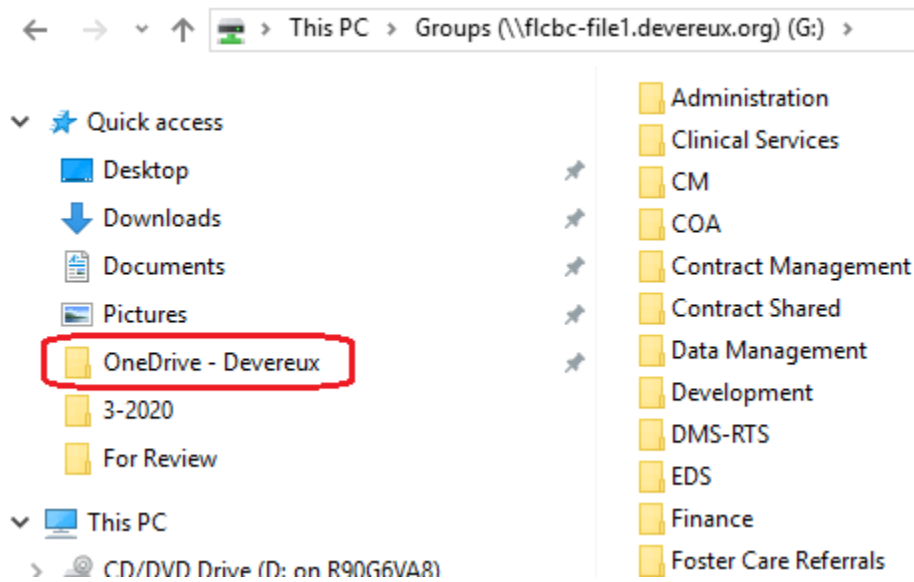 This PC > Groups (\\flcbc-file1.devereux.org) (G:) >
Quick access
Desktop
Downloads
Documents
Pictures
OneDrive - Devereux
3-2020
For Review
This PC
CD/DVD Drive (D: on R90G6VA8)
Administration
Clinical Services
CM
COA
Contract Management
Contract Shared
Data Management
Development
DMS-RTS
EDS
Finance
Foster Care Referrals